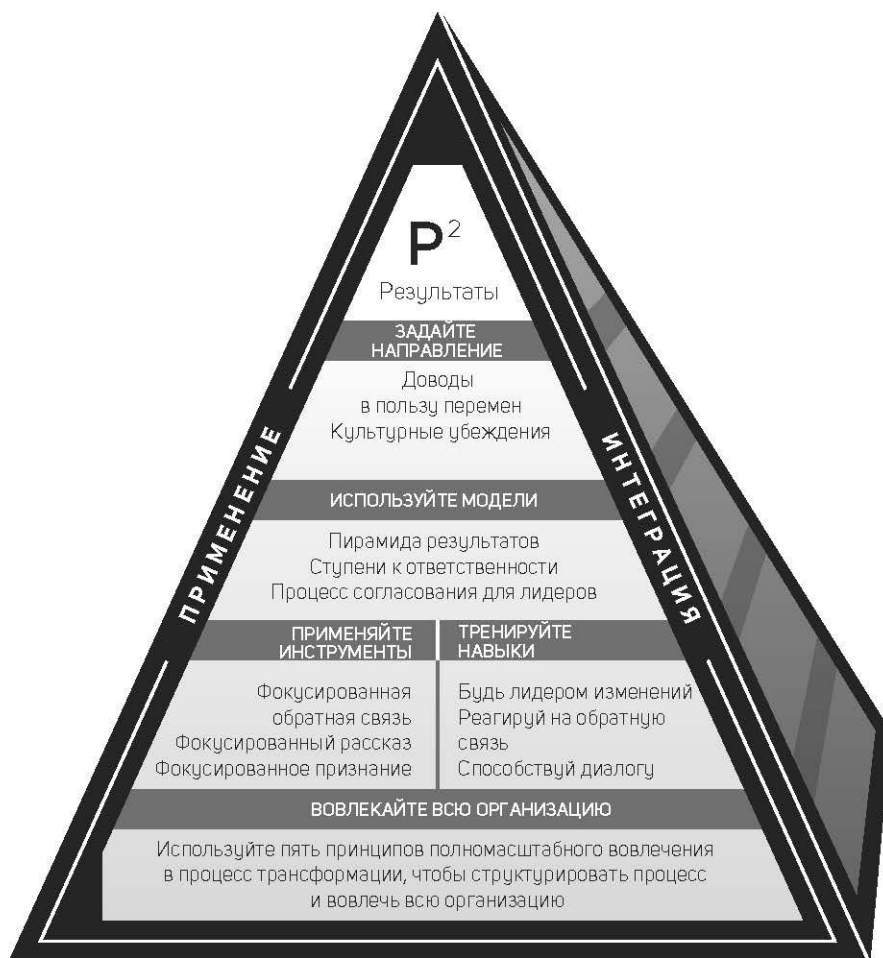 P²
Результаты
ЗАДАЙТЕ
НАПРАВЛЕНИЕ
Доводы
в пользу перемен
Культурные убеждения
ИСПОЛЬЗУЙТЕ МОДЕЛИ
Пирамида результатов
Ступени к ответственности
Процесс согласования для лидеров
ПРИМЕНЯЙТЕ
ИНСТРУМЕНТЫ
Фокусированная
обратная связь
Фокусированный рассказ
Фокусированное признание
ТРЕНИРУЙТЕ
НАВЫКИ
Будь лидером изменений
Реагируй на обратную
связь
Способствуй диалогу
ВОВЛЕКАЙТЕ ВСЮ ОРГАНИЗАЦИЮ
Используйте пять принципов полномасштабного вовлечения
в процесс трансформации, чтобы структурировать процесс
и вовлечь всю организацию
ПРИМЕНЕНИЕ
ИНТЕГРАЦИЯ